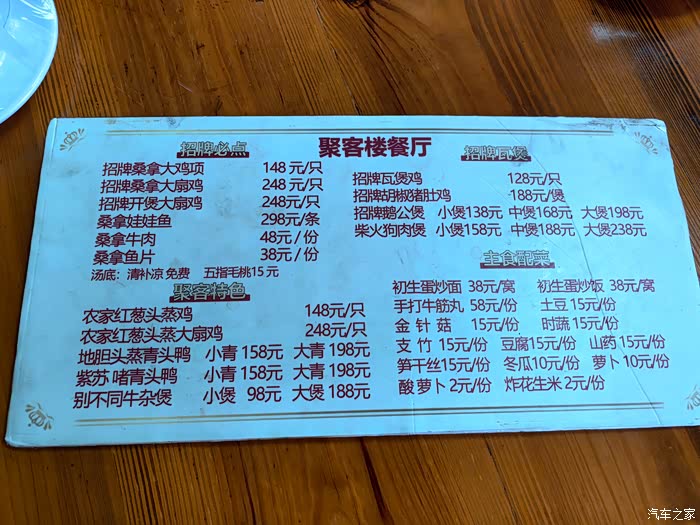 聚客楼餐厅
招牌必点
招牌桑拿大鸡项 148 元/只
招牌桑拿大扇鸡 248 元/只
招牌开煲大扇鸡 248元/只
桑拿娃娃鱼 298元/条
桑拿牛肉 48元/份
桑拿鱼片 38元/份
汤底：清补凉 免费 五指毛桃15 元
聚客特色
农家红葱头蒸鸡 148元/只
农家红葱头蒸大扇鸡 248元/只
地胆头蒸青头鸭 小青 158元 大青 198元
紫苏 啫青头鸭 小青 158元 大青 198元
别不同牛杂煲 小煲 98元 大煲 188元
招牌瓦煲
招牌瓦煲鸡 128元/只
招牌胡椒猪肚鸡 188元/煲
招牌鹅公煲 小煲138元 中煲168元 大煲198元
柴火狗肉煲 小煲158元 中煲188元 大煲238元
主食配菜
初生蛋炒面 38元/窝 初生蛋炒饭 38元/窝
手打牛筋丸 58元/份 土豆 15元/份
金 针 菇 15元/份 时蔬 15元/份
支 竹 15元/份 豆腐15元/份 山药 15元/份
笋干丝15元/份 冬瓜10元/份 萝卜 10元/份
酸 萝卜 2元/份 炸花生米 2元/份
汽车之家